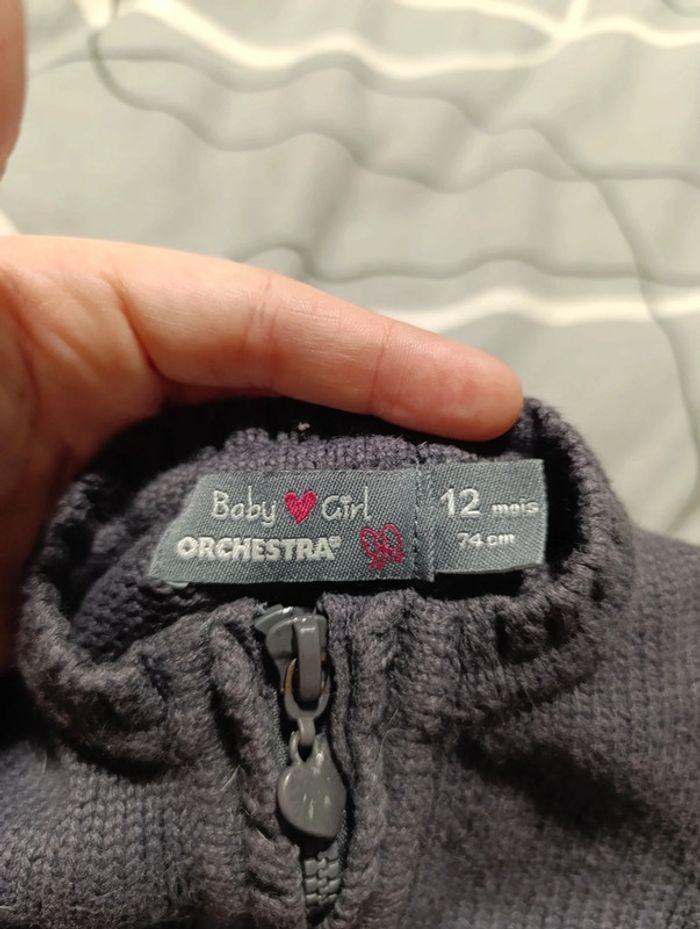 Baby Girl
ORCHESTRA®
12 mois
74 cm